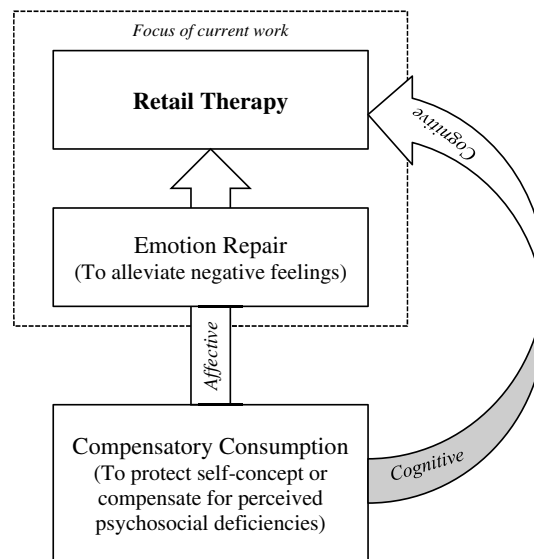 Focus of current work
Retail Therapy
Cognitive
Emotion Repair
(To alleviate negative feelings)
Affective
Compensatory Consumption
(To protect self-concept or
compensate for perceived
psychosocial deficiencies)
Cognitive